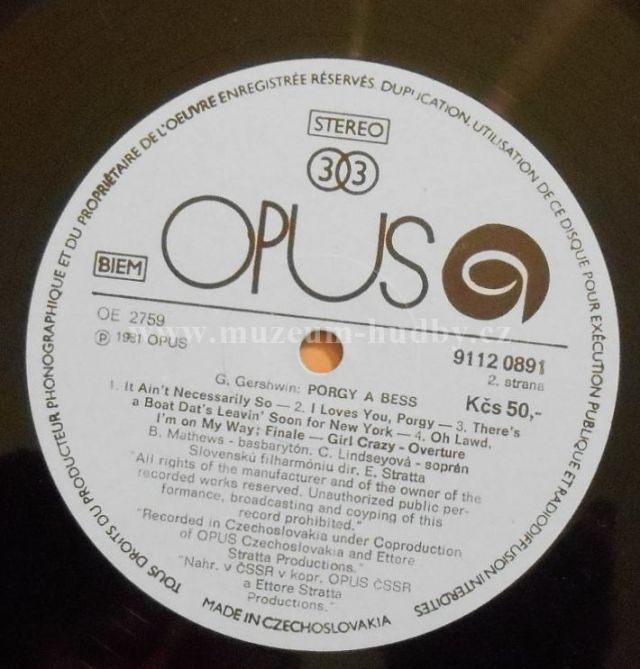 TOUS DROITS DU PRODUCTEUR PHONOGRAPHIQUE ET DU PROPRIÉTAIRE DE L'OEUVRE ENREGISTRÉE RÉSERVÉS. DUPLICATION, UTILISATION DE CE DISQUE POUR EXÉCUTION PUBLIQUE ET RADIODIFFUSION INTERDITES
STEREO
33
OPUS
BIEM
OE 2759
℗ 1981 OPUS
www.muzeum-hudby.cz
9112 0891
2. strana
Kčs 50,-
G. Gershwin: PORGY A BESS
1. It Ain't Necessarily So — 2. I Loves You, Porgy — 3. There's
a Boat Dat's Leavin' Soon for New York — 4. Oh Lawd,
I'm on My Way; Finale — Girl Crazy - Overture
B. Mathews - basbarytón, C. Lindseyová - soprán
Slovenskú filharmóniu dir. E. Stratta
"All rights of the manufacturer and of the owner of the
recorded works reserved. Unauthorized public per-
formance, broadcasting and coyping of this
record prohibited."
"Recorded in Czechoslovakia under Coproduction
of OPUS Czechoslovakia and Ettore
Stratta Productions."
"Nahr. v ČSSR v kopr. OPUS ČSSR
a Ettore Stratta
Productions."
MADE IN CZECHOSLOVAKIA